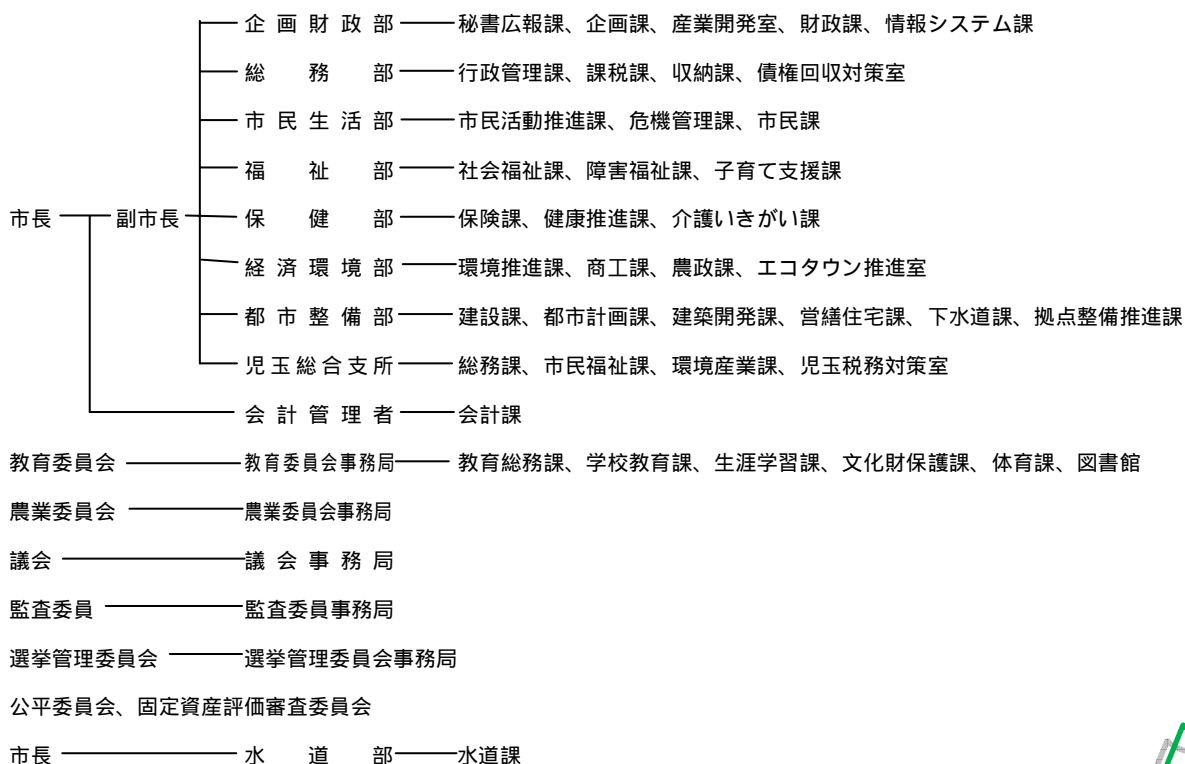 企画財政部 秘書広報課、企画課、産業開発室、財政課、情報システム課
総務部 行政管理課、課税課、収納課、債権回収対策室
市民生活部 市民活動推進課、危機管理課、市民課
福祉部 社会福祉課、障害福祉課、子育て支援課
市長 副市長 保健部 保険課、健康推進課、介護いきがい課
経済環境部 環境推進課、商工課、農政課、エコタウン推進室
都市整備部 建設課、都市計画課、建築開発課、営繕住宅課、下水道課、拠点整備推進課
児玉総合支所 総務課、市民福祉課、環境産業課、児玉税務対策室
会計管理者 会計課
教育委員会 教育委員会事務局 教育総務課、学校教育課、生涯学習課、文化財保護課、体育課、図書館
農業委員会 農業委員会事務局
議会 議会事務局
監査委員 監査委員事務局
選挙管理委員会 選挙管理委員会事務局
公平委員会、固定資産評価審査委員会
市長 水道部 水道課